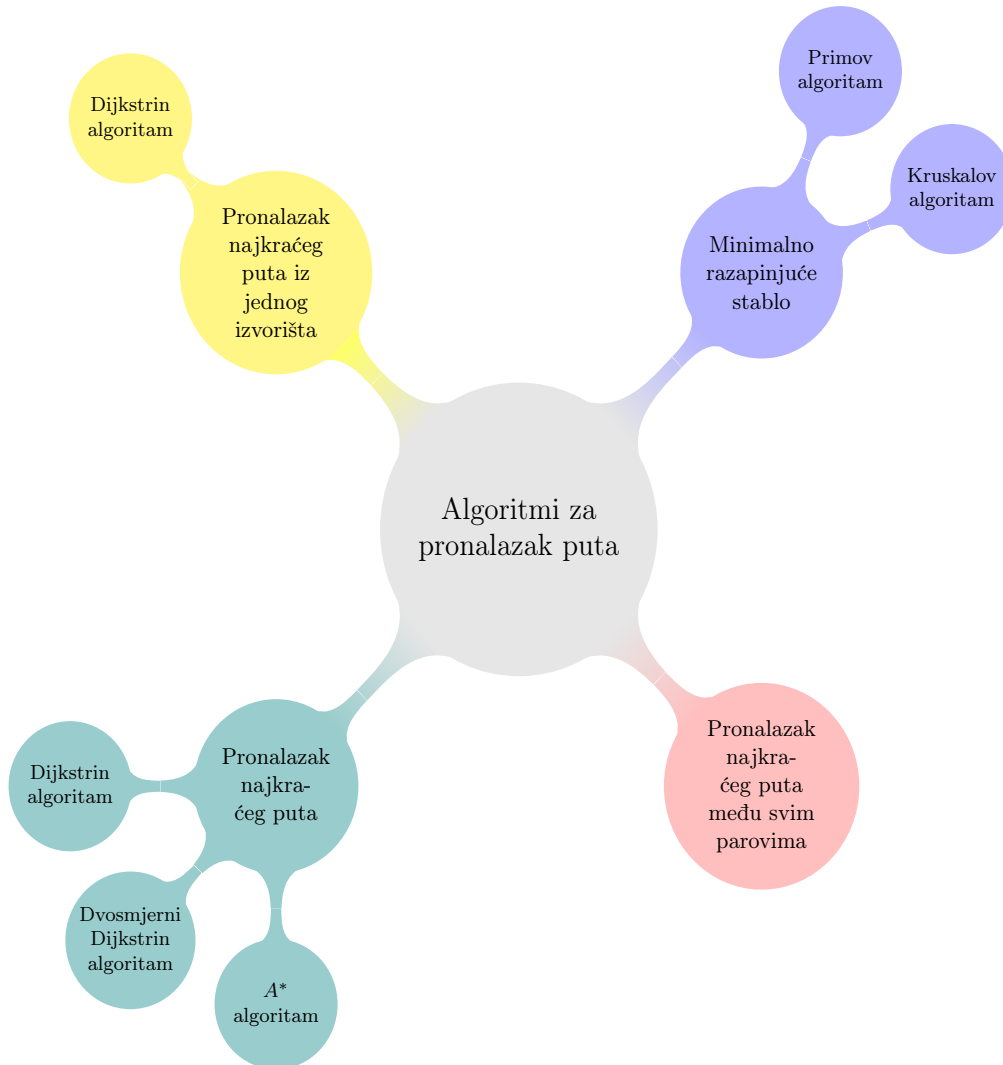 Primov
algoritam
Dijkstrin
algoritam
Kruskalov
algoritam
Pronalazak
najkraćeg
puta iz
jednog
izvorišta
Minimalno
razapinjuće
stablo
Algoritmi za
pronalazak puta
Pronalazak
najkra-
ćeg puta
među svim
parovima
Pronalazak
najkra-
ćeg puta
Dijkstrin
algoritam
Dvosmjerni
Dijkstrin
algoritam
A*
algoritam